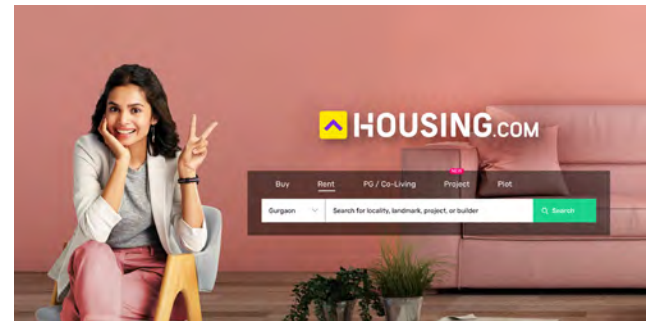 HOUSING.COM
NEW
Buy Rent PG / Co-Living Project Plot
Gurgaon Search for locality, landmark, project, or builder Search